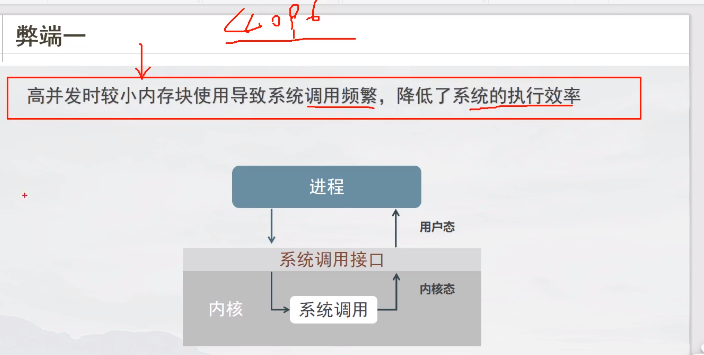 弊端一
高并发时较小内存块使用导致系统调用频繁，降低了系统的执行效率
进程
用户态
系统调用接口
内核态
内核
系统调用